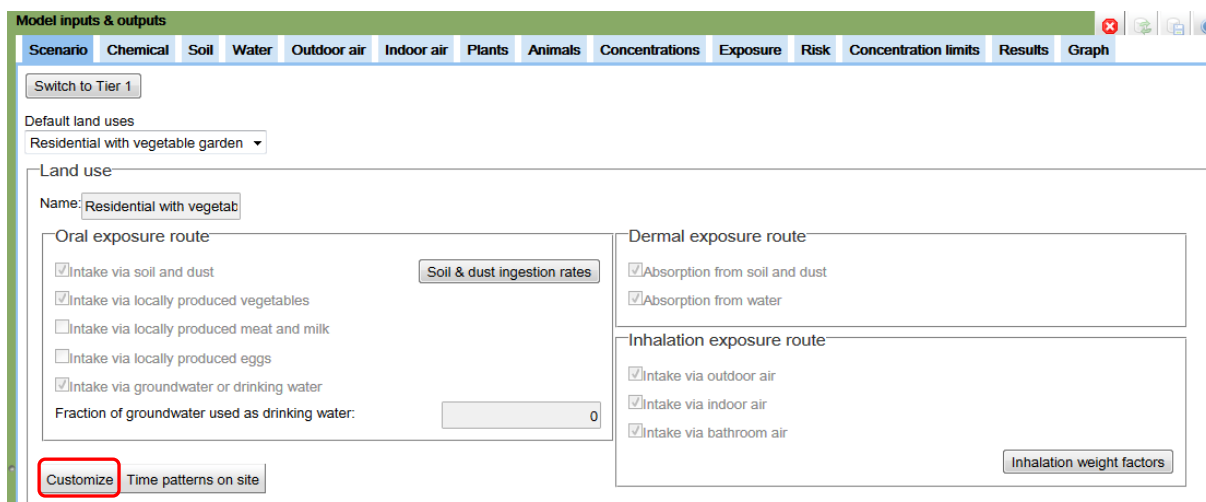 Model inputs & outputs
Scenario Chemical Soil Water Outdoor air Indoor air Plants Animals Concentrations Exposure Risk Concentration limits Results Graph
Switch to Tier 1
Default land uses
Residential with vegetable garden
Land use
Name: Residential with vegetab
Oral exposure route
Intake via soil and dust Soil & dust ingestion rates
Intake via locally produced vegetables
Intake via locally produced meat and milk
Intake via locally produced eggs
Intake via groundwater or drinking water
Fraction of groundwater used as drinking water: 0
Dermal exposure route
Absorption from soil and dust
Absorption from water
Inhalation exposure route
Intake via outdoor air
Intake via indoor air
Intake via bathroom air
Inhalation weight factors
Customize Time patterns on site